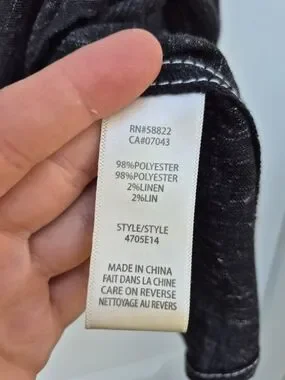 RN#58822
CA#07043
98%POLYESTER
98%POLYESTER
2%LINEN
2%LIN
STYLE/STYLE
4705E14
MADE IN CHINA
FAIT DANS LA CHINE
CARE ON REVERSE
NETTOYAGE AU REVERS